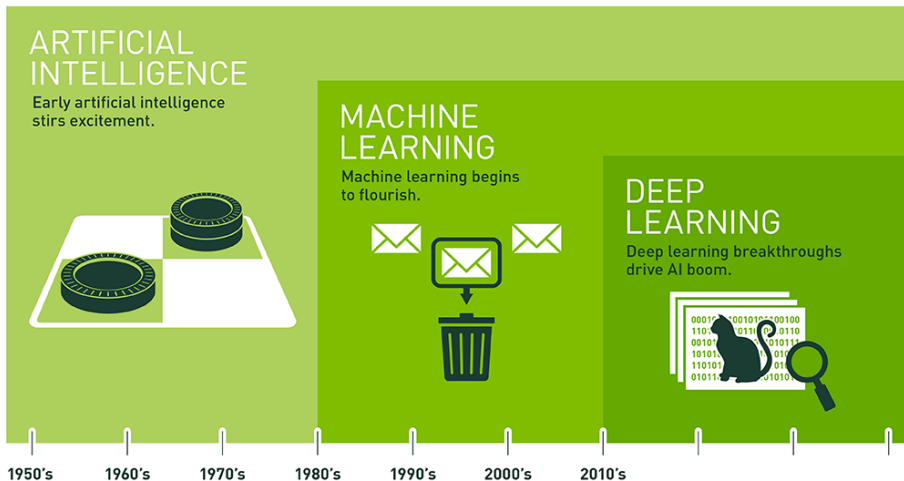 ARTIFICIAL
INTELLIGENCE
Early artificial intelligence
stirs excitement.
MACHINE
LEARNING
Machine learning begins
to flourish.
DEEP
LEARNING
Deep learning breakthroughs
drive AI boom.
1950's
1960's
1970's
1980's
1990's
2000's
2010's